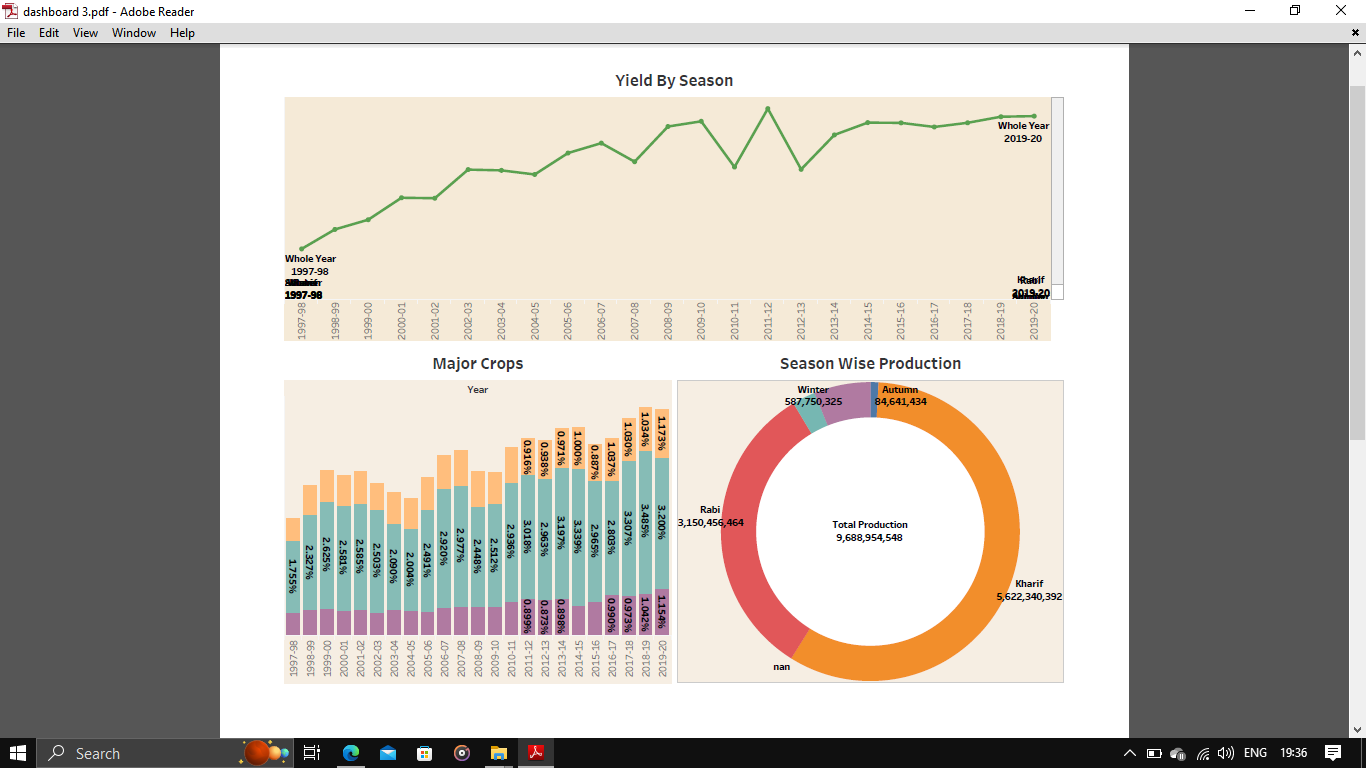 dashboard 3.pdf - Adobe Reader
File Edit View Window Help
Yield By Season
Whole Year
2019-20
Whole Year
1997-98
1997-98
Kharif
2019-20
1997-98 1998-99 1999-00 2000-01 2001-02 2002-03 2003-04 2004-05 2005-06 2006-07 2007-08 2008-09 2009-10 2010-11 2011-12 2012-13 2013-14 2014-15 2015-16 2016-17 2017-18 2018-19 2019-20
Major Crops
Year
0.916% 0.938% 0.971% 1.000% 0.887% 1.037% 1.030% 1.034% 1.173%
1.755% 2.327% 2.625% 2.581% 2.585% 2.503% 2.090% 2.004% 2.491% 2.920% 2.977% 2.448% 2.512% 2.936% 3.018% 2.963% 3.197% 3.339% 2.965% 2.803% 3.307% 3.485% 3.200%
0.899% 0.873% 0.898% 0.990% 0.973% 1.042% 1.154%
1997-98 1998-99 1999-00 2000-01 2001-02 2002-03 2003-04 2004-05 2005-06 2006-07 2007-08 2008-09 2009-10 2010-11 2011-12 2012-13 2013-14 2014-15 2015-16 2016-17 2017-18 2018-19 2019-20
Season Wise Production
Winter
587,750,325
Autumn
84,641,434
Rabi
3,150,456,464
Total Production
9,688,954,548
Kharif
5,622,340,392
nan
Search
ENG 19:36